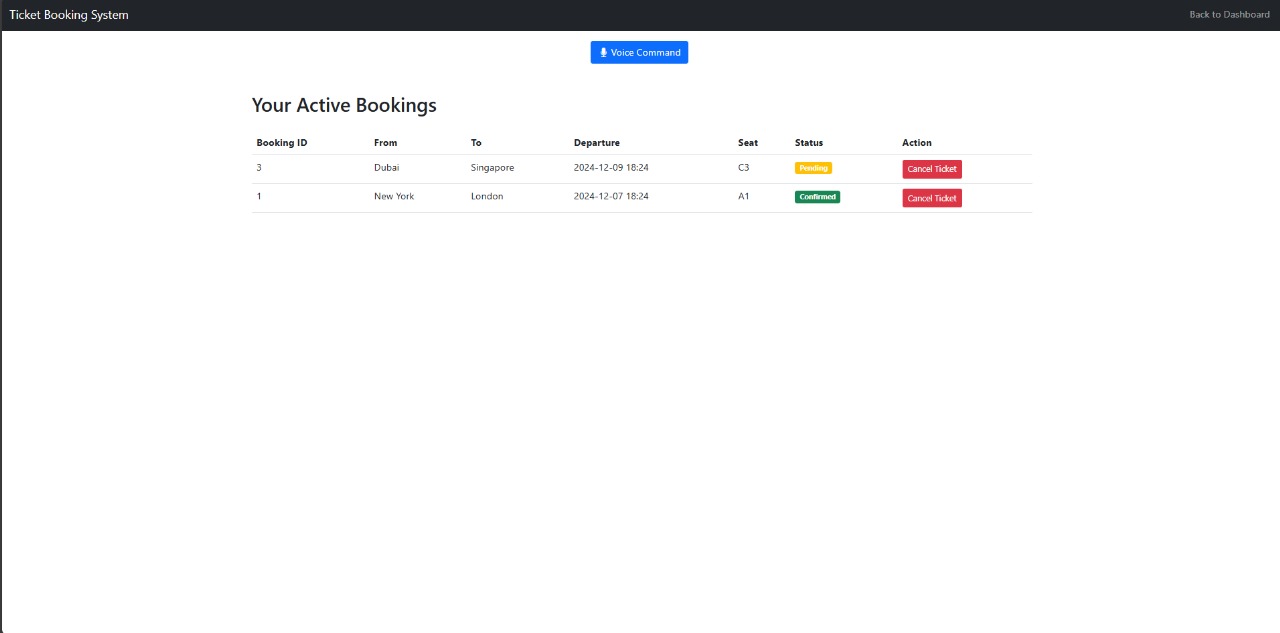 Ticket Booking System Back to Dashboard
Voice Command
Your Active Bookings
Booking ID From To Departure Seat Status Action
3 Dubai Singapore 2024-12-09 18:24 C3 Pending Cancel Ticket
1 New York London 2024-12-07 18:24 A1 Confirmed Cancel Ticket